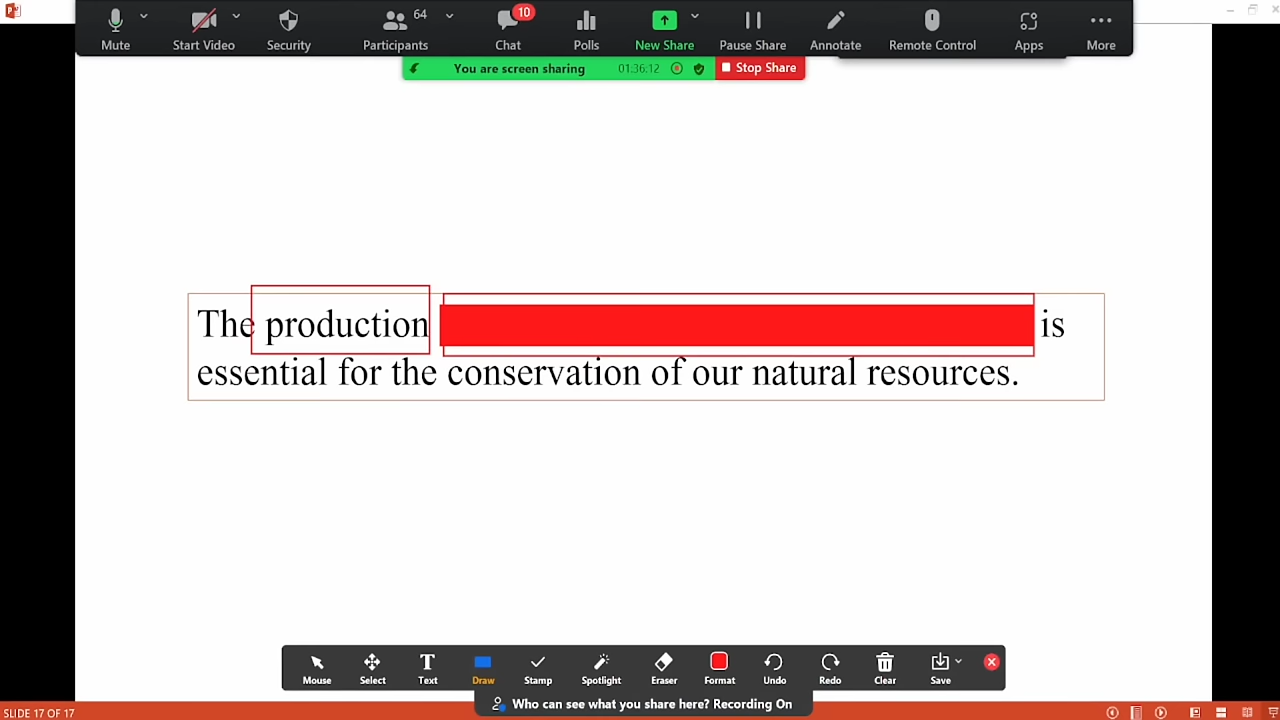 Mute
Start Video
Security
Participants
64
Chat
10
Polls
New Share
Pause Share
Annotate
Remote Control
Apps
More
You are screen sharing
01:36:12
Stop Share
The production is
essential for the conservation of our natural resources.
Mouse
Select
Text
Draw
Stamp
Spotlight
Eraser
Format
Undo
Redo
Clear
Save
Who can see what you share here? Recording On
SLIDE 17 OF 17